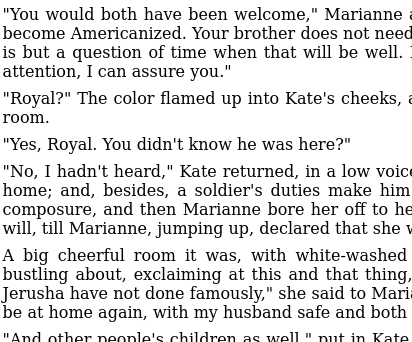 "You would both have been welcome," Marianne
become Americanized. Your brother does not need
is but a question of time when that will be well.
attention, I can assure you."
"Royal?" The color flamed up into Kate's cheeks,
room.
"Yes, Royal. You didn't know he was here?"
"No, I hadn't heard," Kate returned, in a low
home; and, besides, a soldier's duties make him
composure, and then Marianne bore her off to
will, till Marianne, jumping up, declared that she
A big cheerful room it was, with white-washed
bustling about, exclaiming at this and that thing,
Jerusha have not done famously," she said to
be at home again, with my husband safe and both
"And other people's children as well," put in Kate